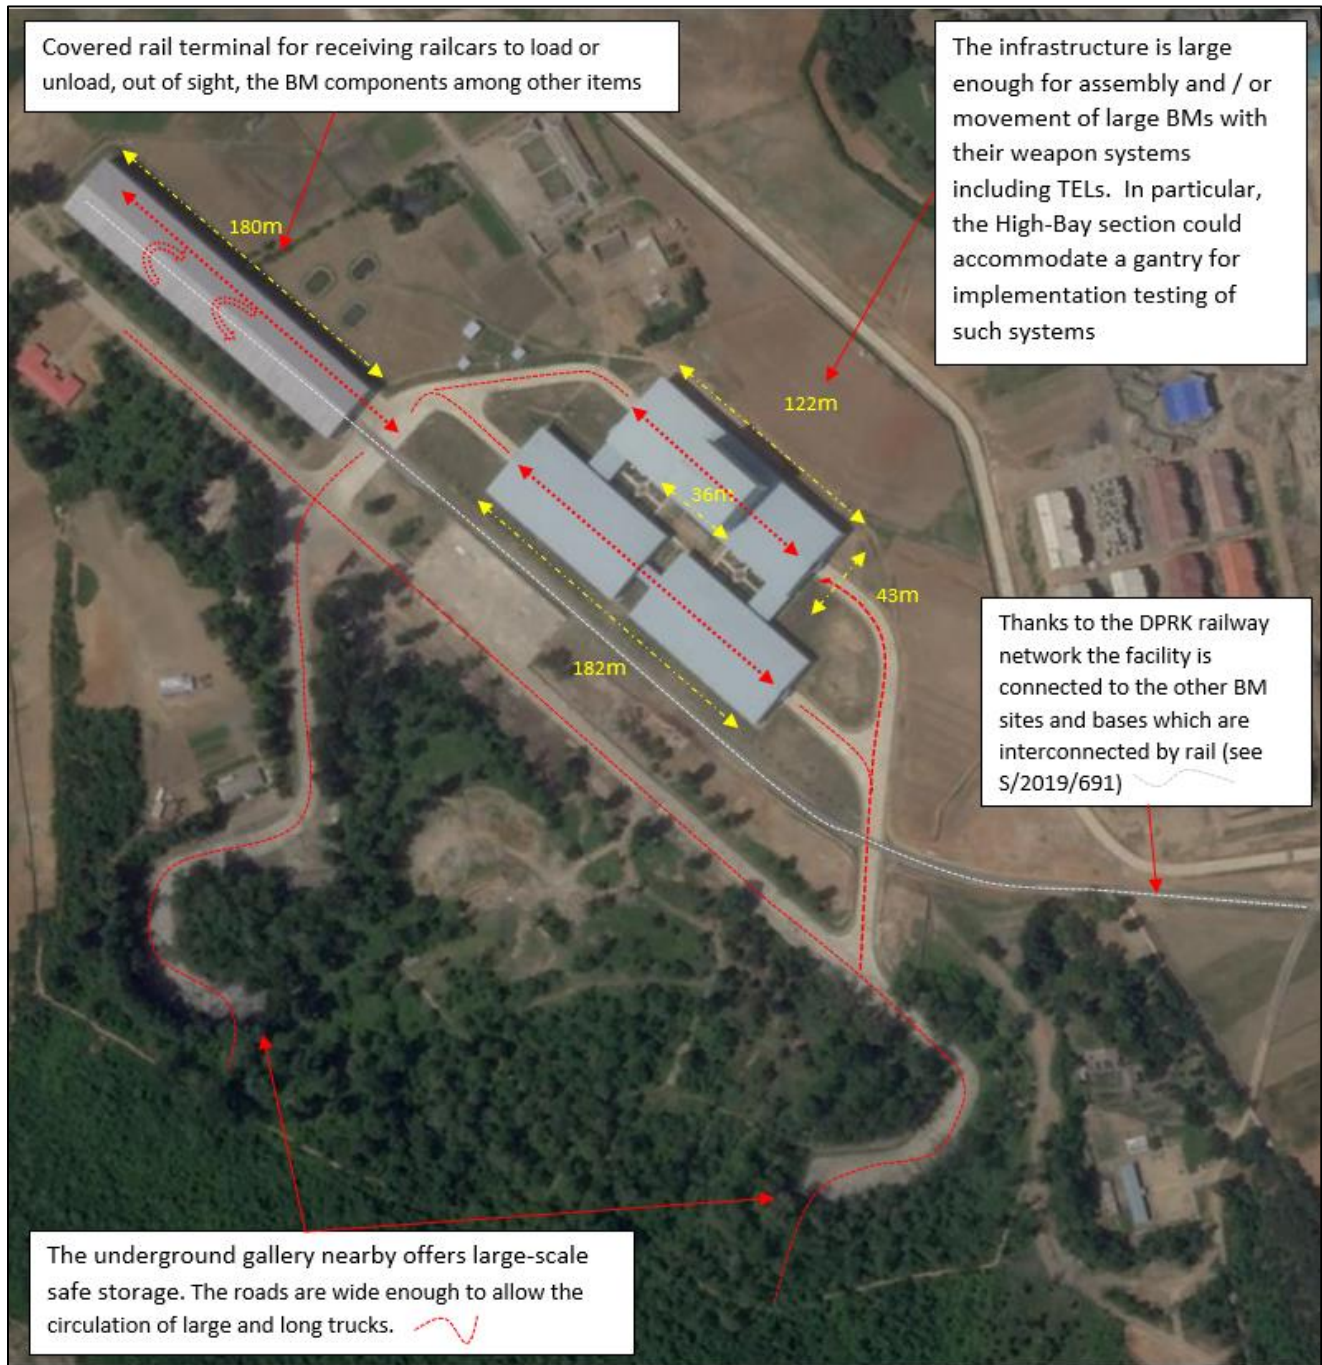 Covered rail terminal for receiving railcars to load or
unload, out of sight, the BM components among other items
The infrastructure is large
enough for assembly and / or
movement of large BMs with
their weapon systems
including TELs.  In particular,
the High-Bay section could
accommodate a gantry for
implementation testing of
such systems
180m
122m
36m
43m
182m
Thanks to the DPRK railway
network the facility is
connected to the other BM
sites and bases which are
interconnected by rail (see
S/2019/691)
The underground gallery nearby offers large-scale
safe storage. The roads are wide enough to allow the
circulation of large and long trucks.